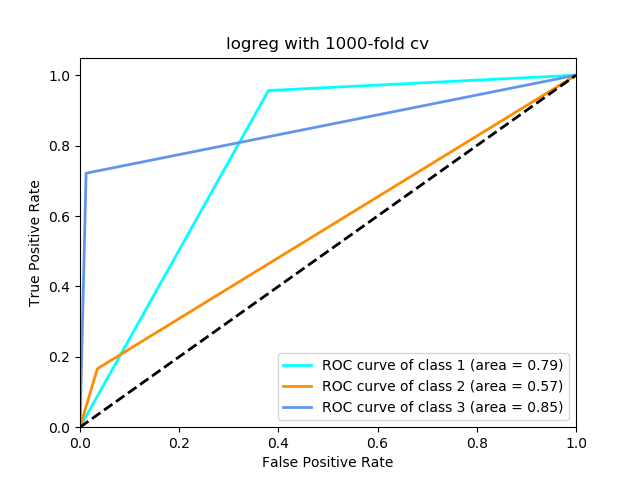 logreg with 1000-fold cv
1.0
0.8
0.6
0.4
0.2
0.0
True Positive Rate
ROC curve of class 1 (area = 0.79)
ROC curve of class 2 (area = 0.57)
ROC curve of class 3 (area = 0.85)
0.0 0.2 0.4 0.6 0.8 1.0
False Positive Rate